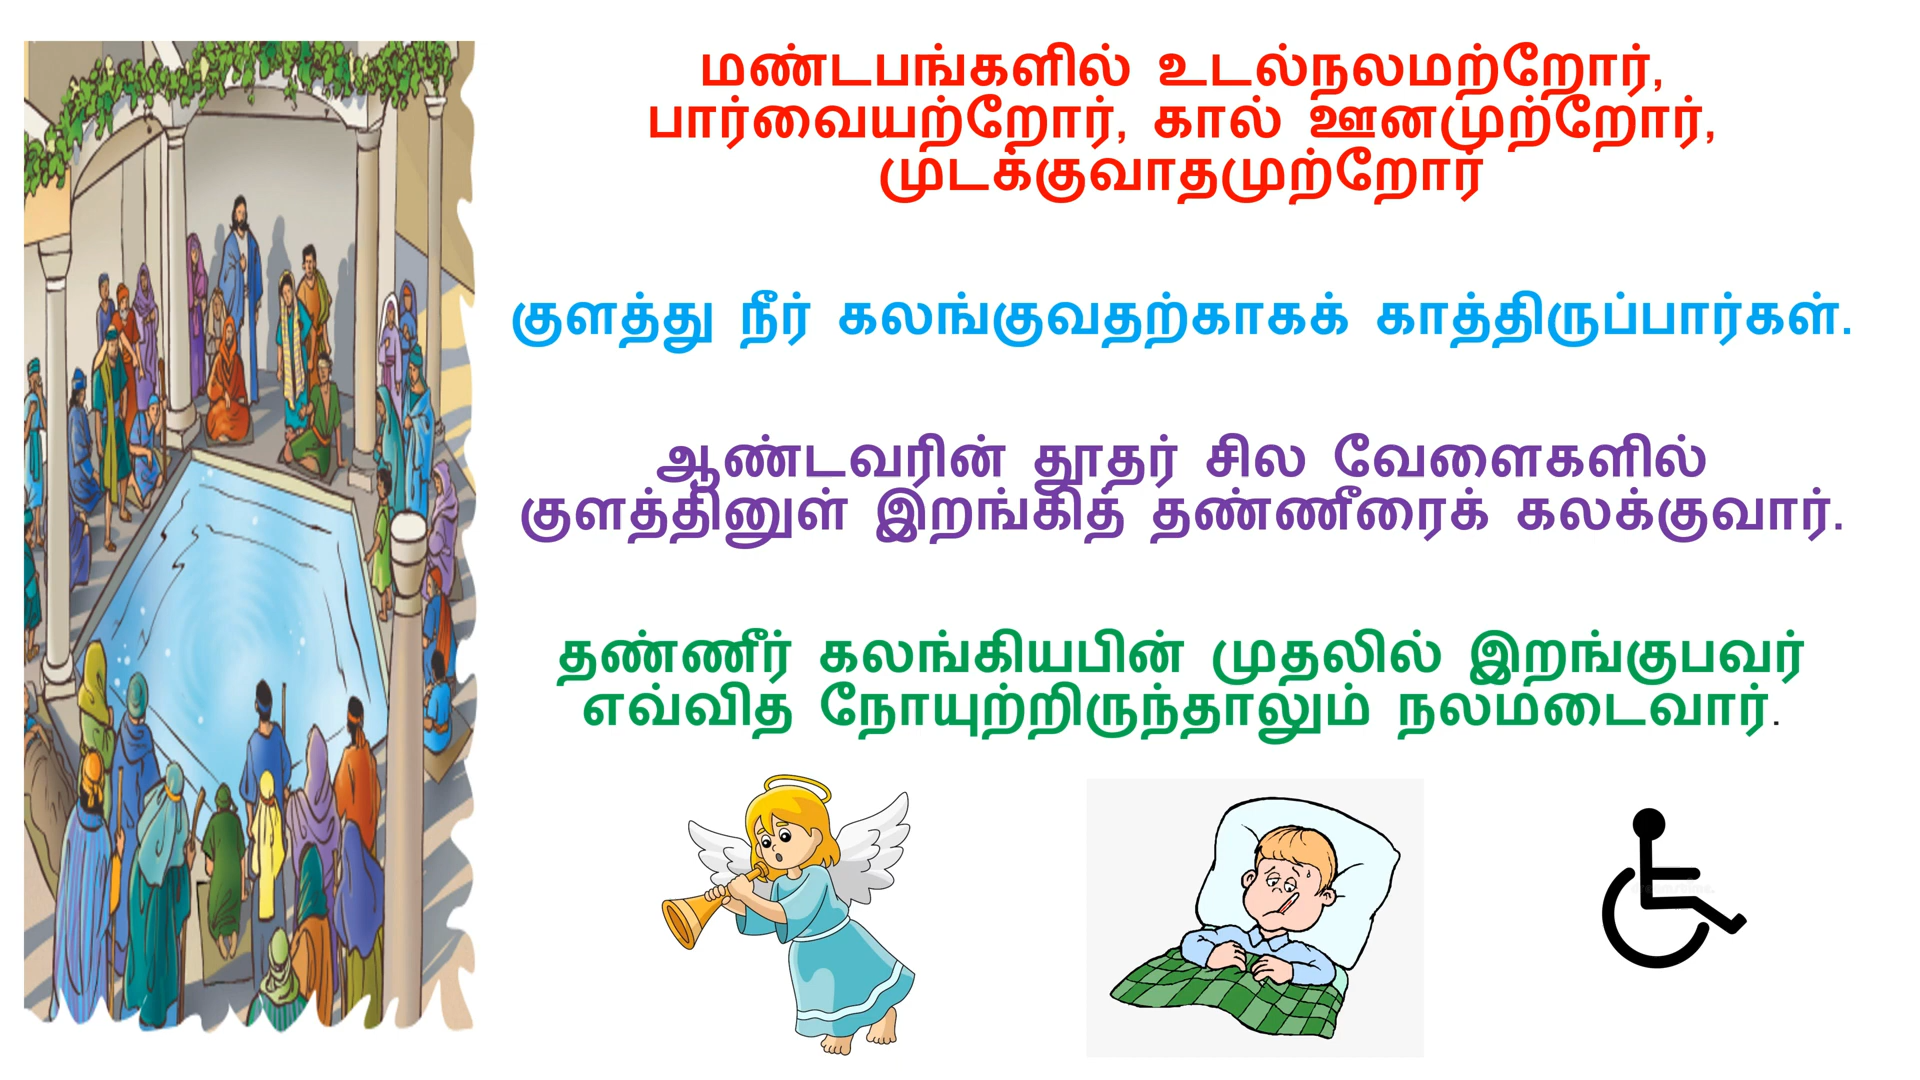 மண்டபங்களில் உடல்நலமற்றோர்,
பார்வையற்றோர், கால் ஊனமுற்றோர்,
முடக்குவாதமுற்றோர்
குளத்து நீர் கலங்குவதற்காகக் காத்திருப்பார்கள்.
ஆண்டவரின் தூதர் சில வேளைகளில்
குளத்தினுள் இறங்கித் தண்ணீரைக் கலக்குவார்.
தண்ணீர் கலங்கியபின் முதலில் இறங்குபவர்
எவ்வித நோயுற்றிருந்தாலும் நலமடைவார்.